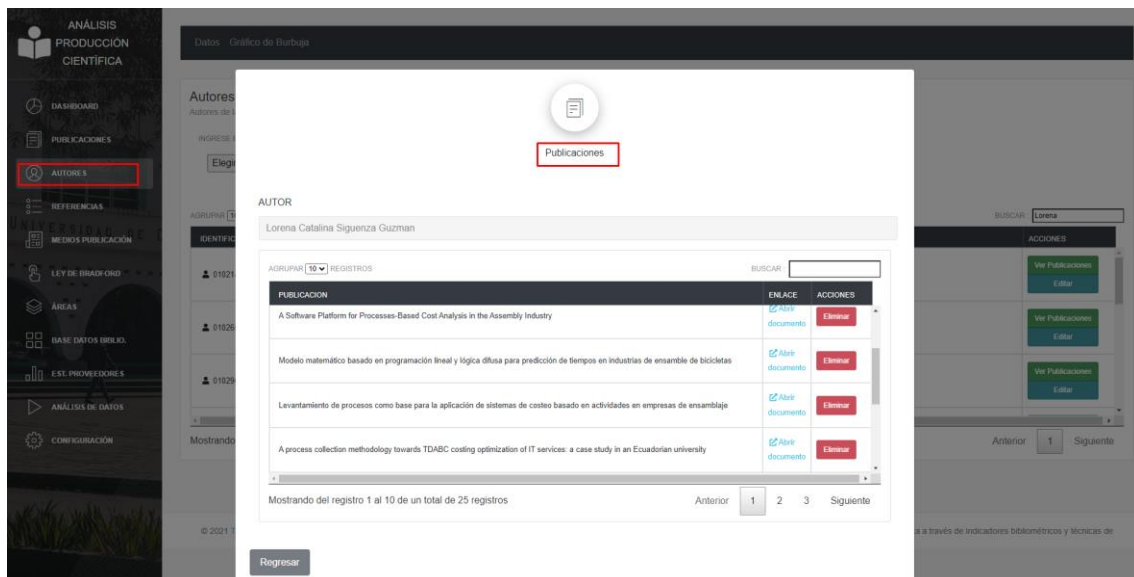 ANÁLISIS
PRODUCCIÓN
CIENTÍFICA
DASHBOARD
PUBLICACIONES
AUTORES
REFERENCIAS
MEDIOS PUBLICACIÓN
LEY DE BRADFORD
ÁREAS
BASE DATOS BIBLIO.
EST. PROVEEDORES
ANÁLISIS DE DATOS
CONFIGURACIÓN
Datos Gráfico de Burbuja
Autores
Autores de
INGRESE
Elegir
AGRUPAR
BUSCAR Lorena
IDENTIFIC
ACCIONES
Ver Publicaciones
Editar
Ver Publicaciones
Editar
Ver Publicaciones
Editar
Mostrando
Anterior 1 Siguiente
© 2021
a través de indicadores bibliométricos y técnicas de
Publicaciones
AUTOR
Lorena Catalina Siguenza Guzman
AGRUPAR 10 REGISTROS
BUSCAR
PUBLICACION ENLACE ACCIONES
A Software Platform for Processes-Based Cost Analysis in the Assembly Industry Abrir documento Eliminar
Modelo matemático basado en programación lineal y lógica difusa para predicción de tiempos en industrias de ensamble de bicicletas Abrir documento Eliminar
Levantamiento de procesos como base para la aplicación de sistemas de costeo basado en actividades en empresas de ensamblaje Abrir documento Eliminar
A process collection methodology towards TDABC costing optimization of IT services: a case study in an Ecuadorian university Abrir documento Eliminar
Mostrando del registro 1 al 10 de un total de 25 registros
Anterior 1 2 3 Siguiente
Regresar